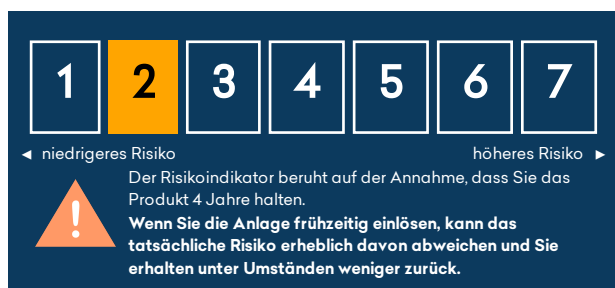 1 2 3 4 5 6 7
◄ niedrigeres Risiko höheres Risiko ►
Der Risikoindikator beruht auf der Annahme, dass Sie das
Produkt 4 Jahre halten.
!
Wenn Sie die Anlage frühzeitig einlösen, kann das
tatsächliche Risiko erheblich davon abweichen und Sie
erhalten unter Umständen weniger zurück.